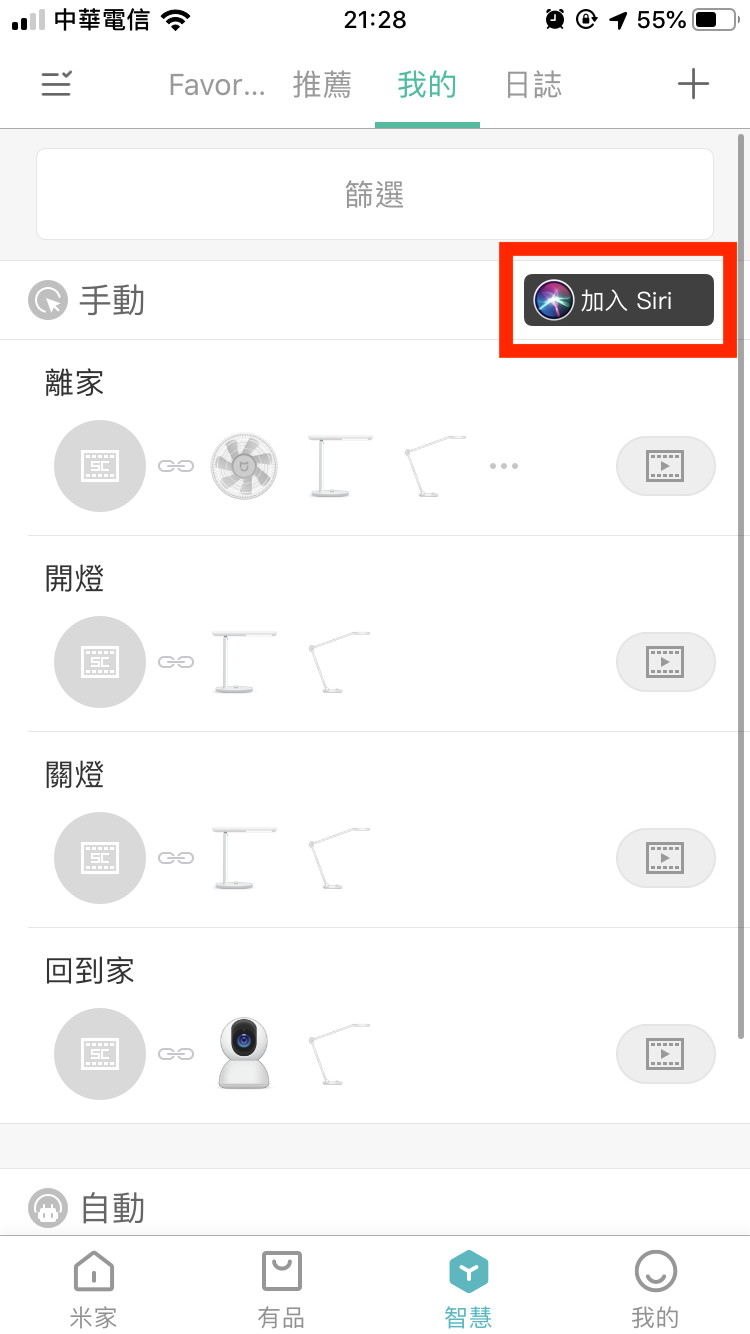 中華電信 21:28 55%
Favor... 推薦 我的 日誌
篩選
手動 加入 Siri
離家
SC
開燈
SC
關燈
SC
回到家
SC
自動
米家 有品 智慧 我的